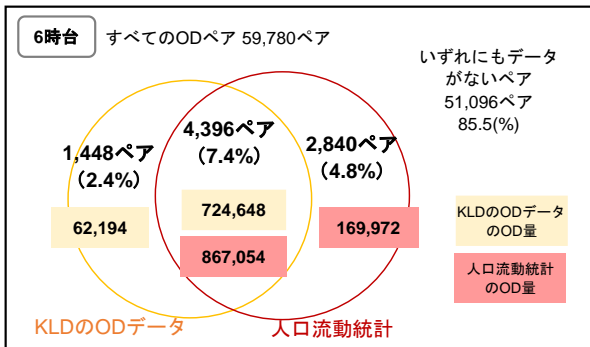 6時台 すべてのODペア 59,780ペア
いずれにもデータ
がないペア
51,096ペア
85.5(%)
1,448ペア
(2.4%)
4,396ペア
(7.4%)
2,840ペア
(4.8%)
62,194
724,648
867,054
169,972
KLDのODデータ
のOD量
人口流動統計
のOD量
KLDのODデータ
人口流動統計